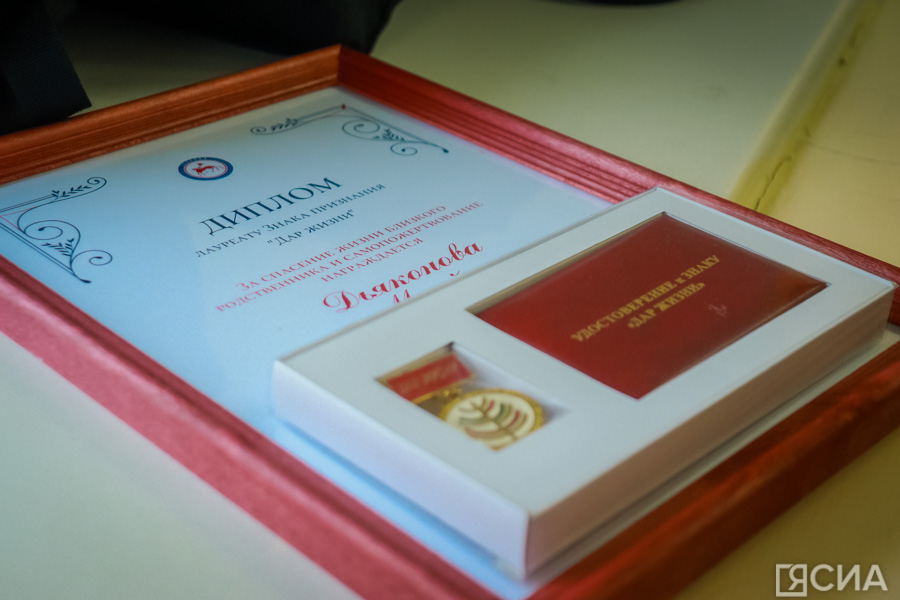 ДИПЛОМ
ЛАУРЕАТУ ЗНАКА ПРИЗНАНИЯ
"ДАР ЖИЗНИ"
ЗА СПАСЕНИЕ ЖИЗНИ БЛИЗКОГО
РОДСТВЕННИКА И САМОПОЖЕРТВОВАНИЕ
НАГРАЖДАЕТСЯ
Дьяконова
УДОСТОВЕРЕНИЕ к ЗНАКУ
«ДАР ЖИЗНИ»
ЯСИА